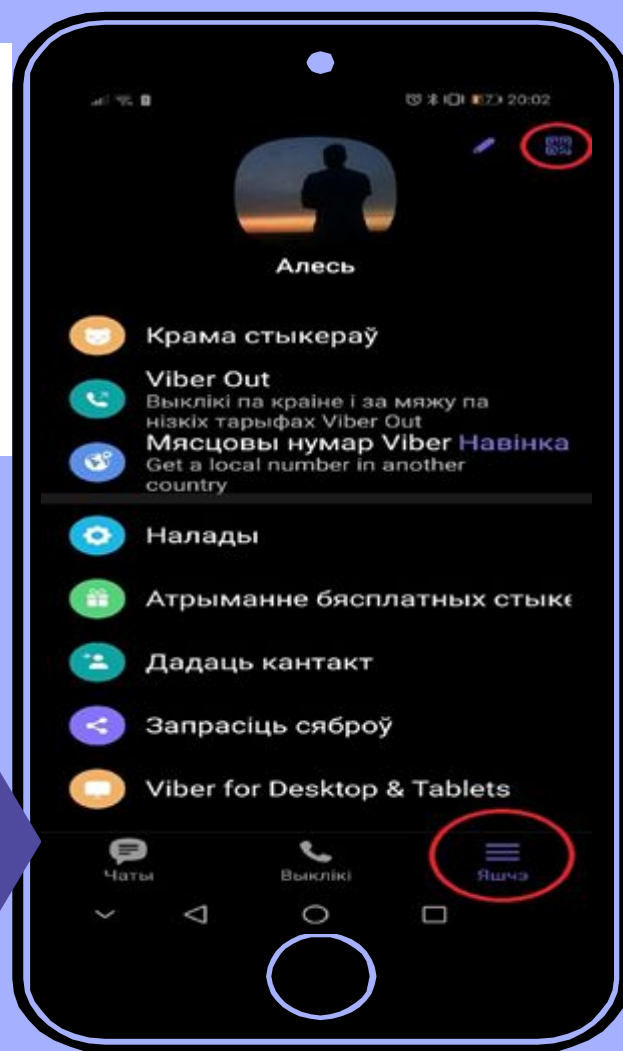 20:02
Алесь
Крама стыкераў
Viber Out
Выклікі па краіне і за мяжу па
нізкіх тарыфах Viber Out
Мясцовы нумар Viber Навінка
Get a local number in another
country
Налады
Атрыманне бясплатных стыке
Дадаць кантакт
Запрасіць сяброў
Viber for Desktop & Tablets
Чаты
Выклікі
Яшчэ